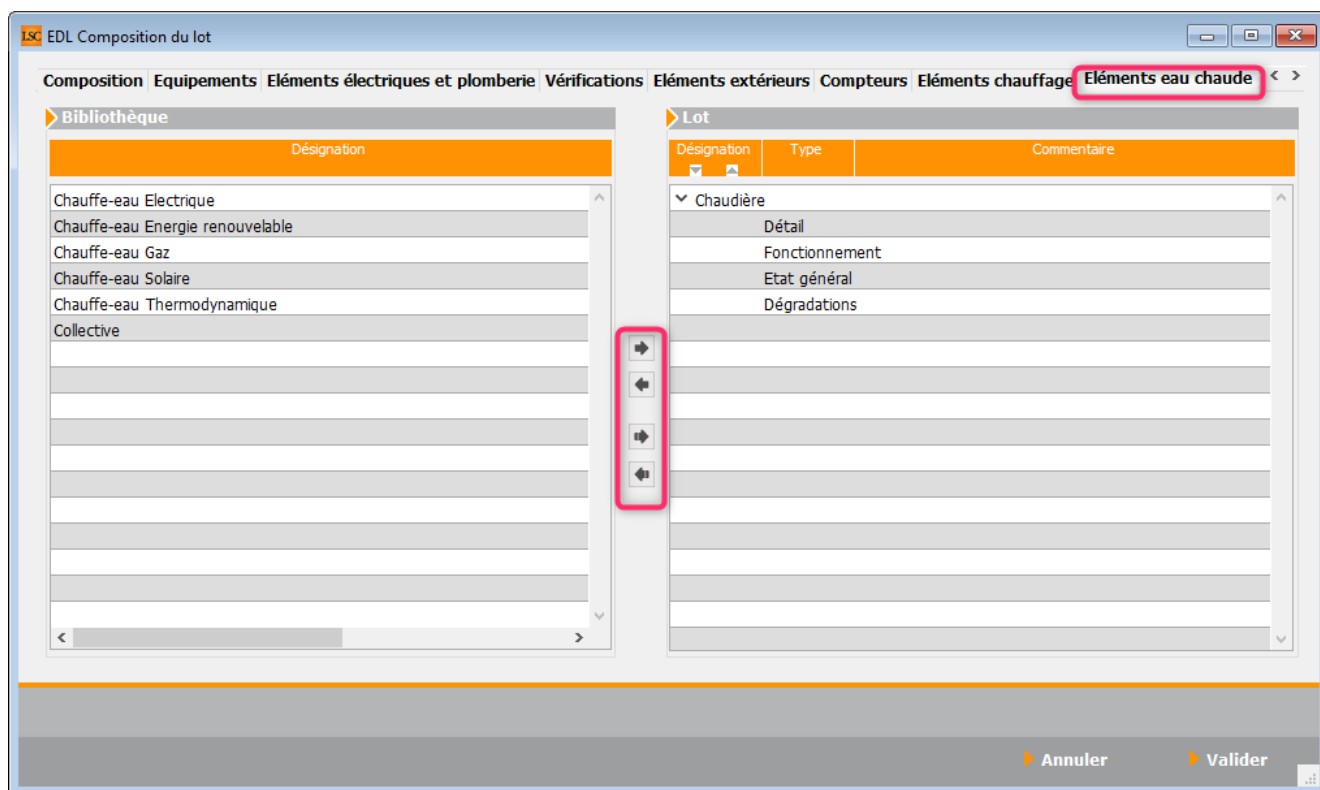 LSC EDL Composition du lot
Composition Equipements Eléments électriques et plomberie Vérifications Eléments extérieurs Compteurs Eléments chauffage Eléments eau chaude
Bibliothèque
Lot
Désignation
Désignation Type Commentaire
Chauffe-eau Electrique
Chauffe-eau Energie renouvelable
Chauffe-eau Gaz
Chauffe-eau Solaire
Chauffe-eau Thermodynamique
Collective
Chaudière
Détail
Fonctionnement
Etat général
Dégradations
Annuler Valider